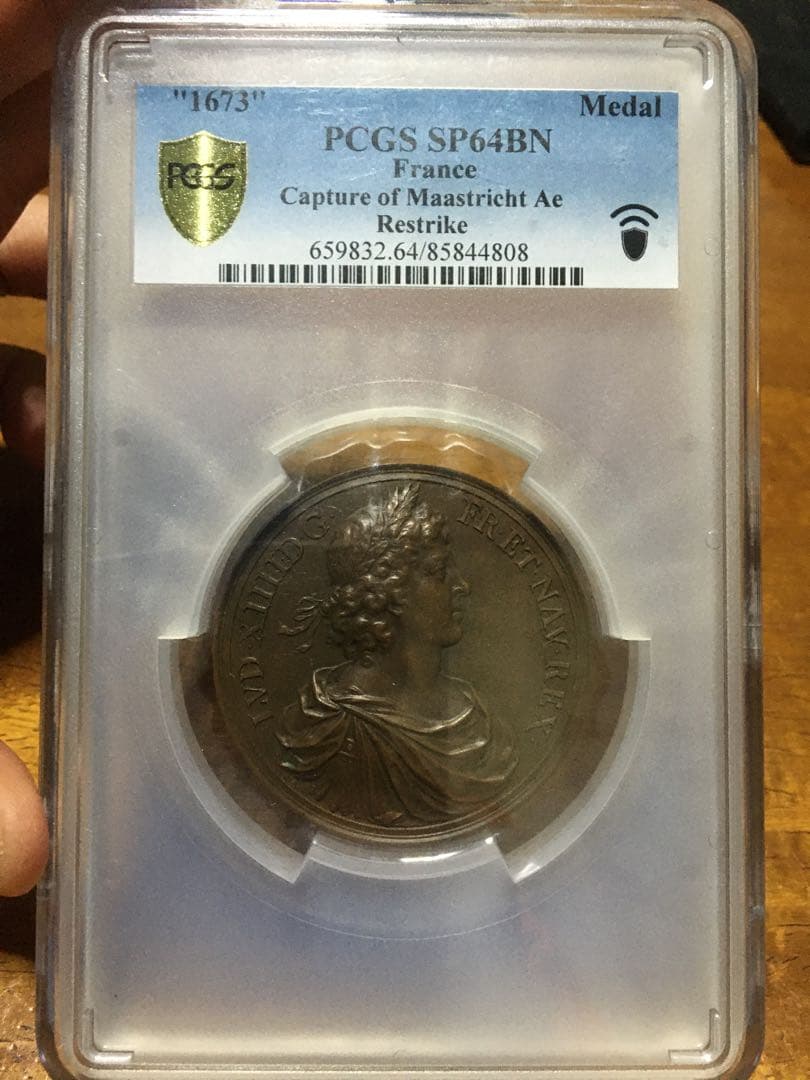 "1673" Medal
PCGS SP64BN
France
Capture of Maastricht Ae
Restrike
659832.64/85844808
PCGS
LVD·XIIII·D·G· FR·ET·NAV·REX